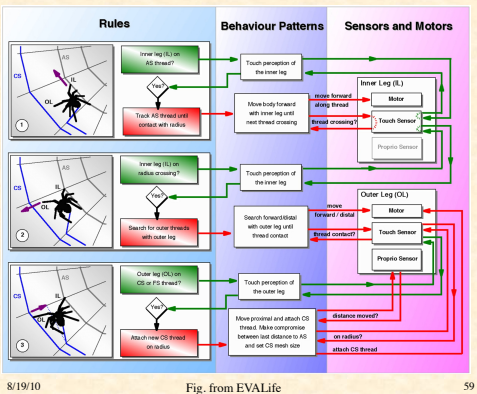 Rules
Behaviour Patterns
Sensors and Motors
CS
AS
IL
OL
1
Inner leg (IL) on
AS thread?
Yes?
Track AS thread until
contact with radius
Touch perception of
the inner leg
Move body forward
with inner leg until
next thread crossing
move forward
along thread
thread crossing?
Inner Leg (IL)
Motor
Touch Sensor
Proprio Sensor
AS
IL
CS
OL
2
Inner leg (IL) on
radius crossing?
Yes?
Search for outer threads
with outer leg
Touch perception of
the inner leg
Search forward/distal
with outer leg until
thread contact
move
forward / distal
thread contact?
Outer Leg (OL)
Motor
Touch Sensor
Proprio Sensor
AS
CS
IL
OL
3
Outer leg (OL) on
CS or FS thread?
Yes?
Attach new CS thread
on radius
Touch perception of
the outer leg
Move proximal and attach CS
thread. Make compromise
between last distance to AS
and set CS mesh size
distance moved?
on radius?
attach CS thread
8/19/10
Fig. from EVALife
59